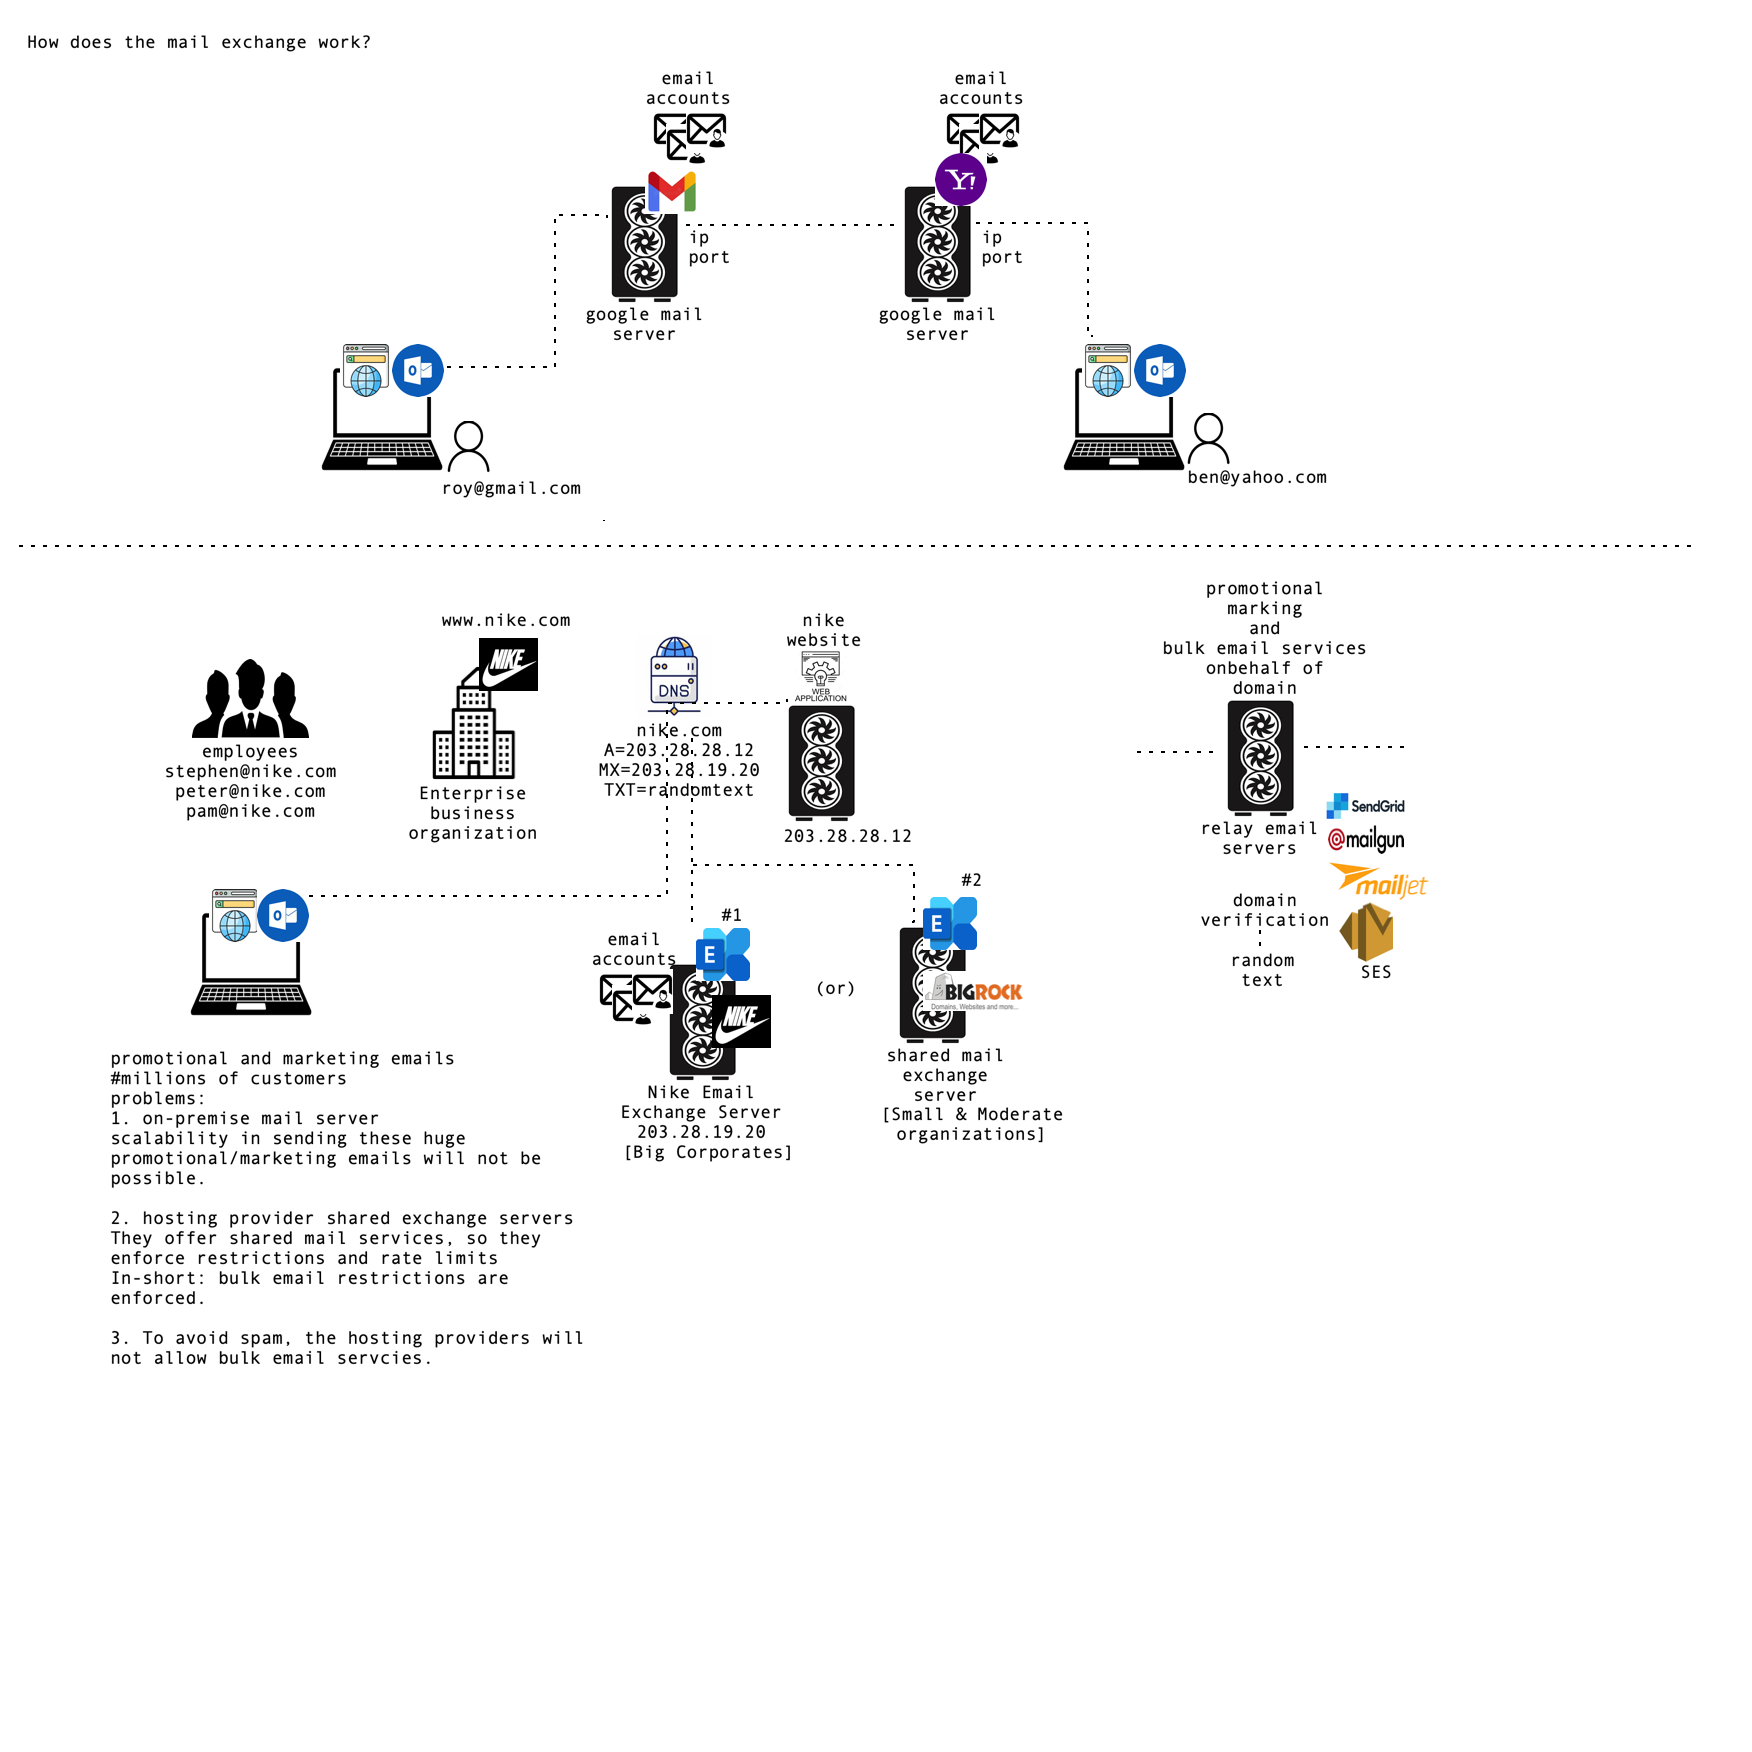 How does the mail exchange work?
email
accounts
email
accounts
Y!
ip
port
ip
port
google mail
server
google mail
server
o
o
roy@gmail.com
ben@yahoo.com
promotional
marking
and
bulk email services
onbehalf of
domain
www.nike.com
NIKE
nike
website
WEB
APPLICATION
DNS
employees
stephen@nike.com
peter@nike.com
pam@nike.com
Enterprise
business
organization
nike.com
A=203.28.28.12
MX=203.28.19.20
TXT=randomtext
203.28.28.12
relay email
servers
SendGrid
@mailgun
mailjet
domain
verification
random
text
SES
o
#1
#2
E
E
email
accounts
NIKE
(or)
BIGROCK
Domains, Websites and more...
Nike Email
Exchange Server
203.28.19.20
[Big Corporates]
shared mail
exchange
server
[Small & Moderate
organizations]
promotional and marketing emails
#millions of customers
problems:
1. on-premise mail server
scalability in sending these huge
promotional/marketing emails will not be
possible.
2. hosting provider shared exchange servers
They offer shared mail services, so they
enforce restrictions and rate limits
In-short: bulk email restrictions are
enforced.
3. To avoid spam, the hosting providers will
not allow bulk email servcies.